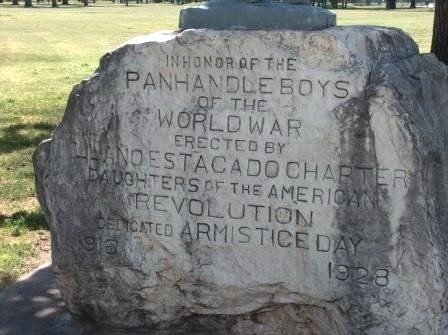 IN HONOR OF THE
PANHANDLE BOYS
OF THE
WORLD WAR
ERECTED BY
LLANO ESTACADO CHAPTER
DAUGHTERS OF THE AMERICAN
REVOLUTION
DEDICATED ARMISTICE DAY
1928